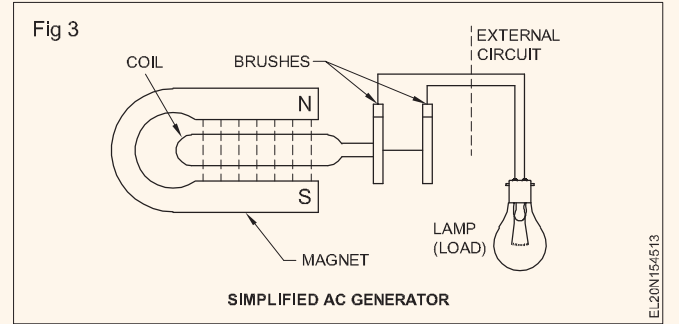 Fig 3
COIL
BRUSHES
EXTERNAL
CIRCUIT
N
S
MAGNET
LAMP
(LOAD)
SIMPLIFIED AC GENERATOR
EL20N154513